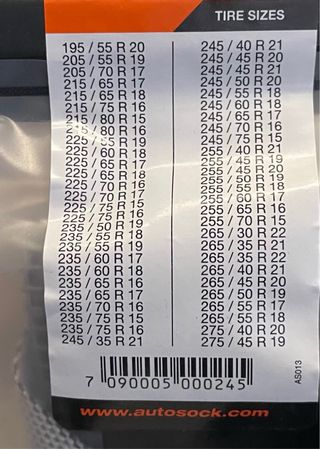 TIRE SIZES
195 / 55 R 20
205 / 55 R 19
205 / 70 R 17
215 / 65 R 17
215 / 65 R 18
215 / 75 R 16
215 / 80 R 15
215 / 80 R 16
225 / 55 R 19
225 / 60 R 18
225 / 65 R 17
225 / 65 R 18
225 / 70 R 16
225 / 70 R 17
225 / 75 R 15
225 / 75 R 16
235 / 50 R 19
235 / 55 R 18
235 / 55 R 19
235 / 60 R 17
235 / 60 R 18
235 / 65 R 17
235 / 70 R 16
235 / 75 R 15
235 / 75 R 16
245 / 35 R 21
245 / 40 R 21
245 / 45 R 20
245 / 45 R 21
245 / 50 R 20
245 / 55 R 18
245 / 60 R 18
245 / 65 R 17
245 / 70 R 16
245 / 75 R 15
255 / 40 R 21
255 / 45 R 19
255 / 45 R 20
255 / 50 R 19
255 / 55 R 18
255 / 60 R 17
255 / 65 R 16
255 / 70 R 15
265 / 30 R 22
265 / 35 R 21
265 / 35 R 22
265 / 40 R 21
265 / 45 R 20
265 / 50 R 19
265 / 55 R 17
265 / 55 R 18
275 / 40 R 20
275 / 45 R 19
7 090005 000245
AS013
www.autosock.com